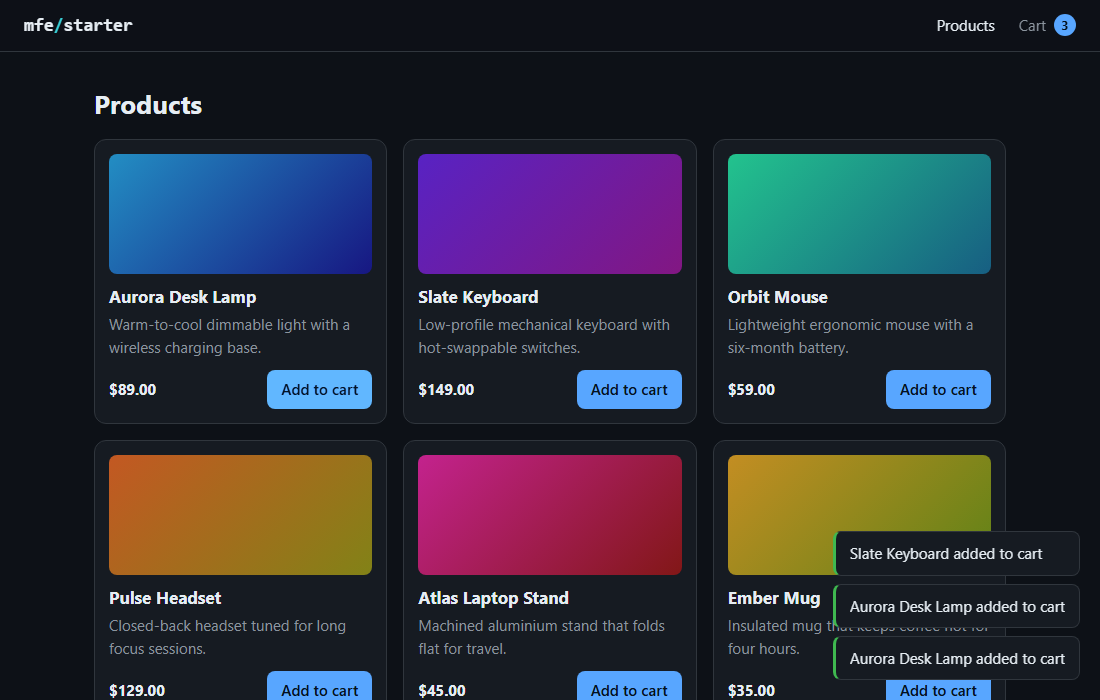 mfe/starter
Products
Cart
3
Products
Aurora Desk Lamp
Warm-to-cool dimmable light with a
wireless charging base.
$89.00
Add to cart
Slate Keyboard
Low-profile mechanical keyboard with
hot-swappable switches.
$149.00
Add to cart
Orbit Mouse
Lightweight ergonomic mouse with a
six-month battery.
$59.00
Add to cart
Pulse Headset
Closed-back headset tuned for long
focus sessions.
$129.00
Add to cart
Atlas Laptop Stand
Machined aluminium stand that folds
flat for travel.
$45.00
Add to cart
Ember Mug
Insulated mug
four hours.
$35.00
Add to cart
Slate Keyboard added to cart
Aurora Desk Lamp added to cart
Aurora Desk Lamp added to cart